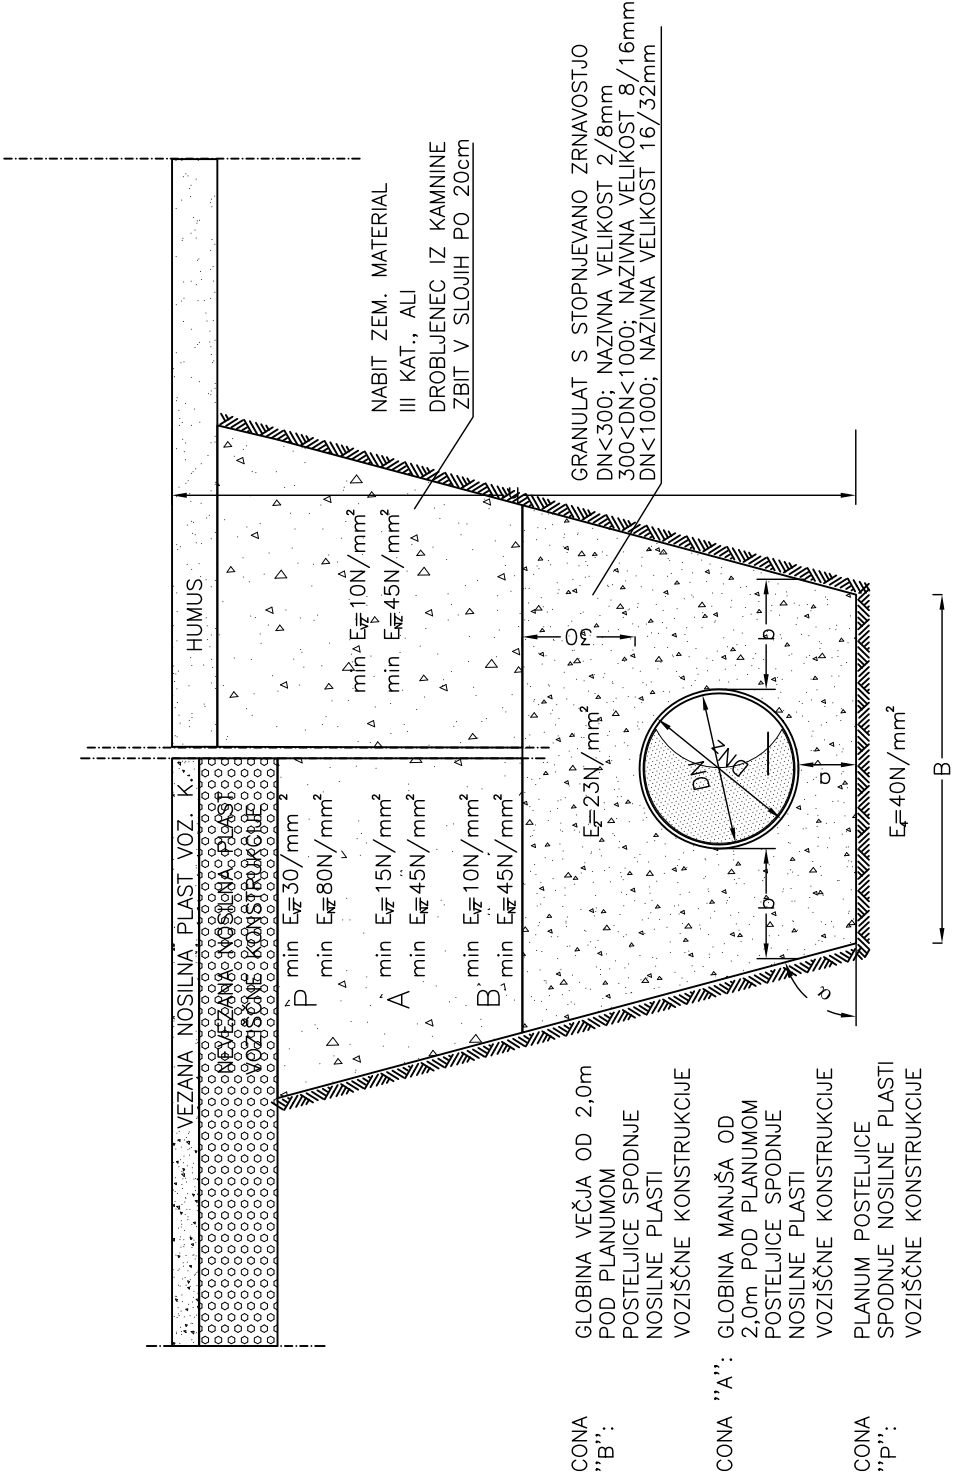 VEZANA NOSILNA PLAST VOZ. K.
NEVEZANA NOSILNA PLAST
VOZIŠČNE KONSTRUKCIJE
HUMUS
P
min Evz=30/mm²
min Enz=80N/mm²
A
min Evz=15N/mm²
min Enz=45N/mm²
B
min Evz=10N/mm²
min Enz=45N/mm²
min Evz=10N/mm²
min Enz=45N/mm²
NABIT ZEM. MATERIAL
III KAT., ALI
DROBLJENEC IZ KAMNINE
ZBIT V SLOJIH PO 20cm
GRANULAT S STOPNJEVANO ZRNAVOSTJO
DN<300; NAZIVNA VELIKOST 2/8mm
300<DN<1000; NAZIVNA VELIKOST 8/16mm
DN<1000; NAZIVNA VELIKOST 16/32mm
30
E2=23N/mm²
DN
b
b
a
E4=40N/mm²
B
CONA "B": GLOBINA VEČJA OD 2,0m
POD PLANUMOM
POSTELJICE SPODNJE
NOSILNE PLASTI
VOZIŠČNE KONSTRUKCIJE
CONA "A": GLOBINA MANJŠA OD
2,0m POD PLANUMOM
POSTELJICE SPODNJE
NOSILNE PLASTI
VOZIŠČNE KONSTRUKCIJE
CONA "P": PLANUM POSTELJICE
SPODNJE NOSILNE PLASTI
VOZIŠČNE KONSTRUKCIJE